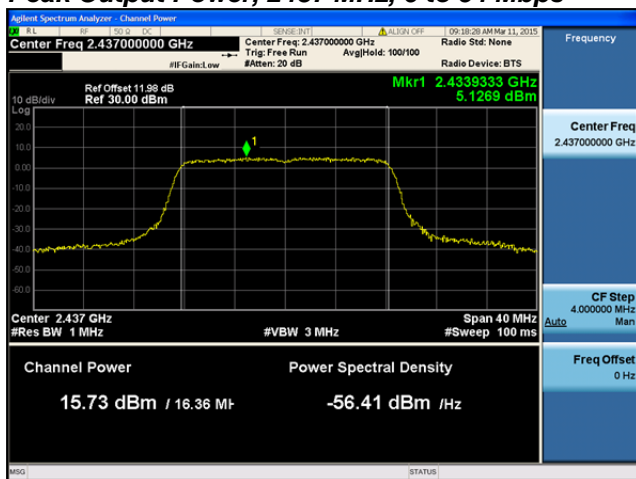 Peak Output Power, 2437 MHz, 6 to 54 Mbps
Agilent Spectrum Analyzer - Channel Power
RL RF 50 Ω DC SENSE:INT ALIGN OFF 09:18:28 AM Mar 11, 2015
Center Freq 2.437000000 GHz
Center Freq: 2.437000000 GHz Radio Std: None
Trig: Free Run Avg|Hold: 100/100
#IFGain:Low #Atten: 20 dB Radio Device: BTS
Frequency
Mkr1 2.4339333 GHz
5.1269 dBm
Ref Offset 11.98 dB
10 dB/div Ref 30.00 dBm
Log
20.0
10.0
0.00
-10.0
-20.0
-30.0
-40.0
-50.0
-60.0
1
Center Freq
2.437000000 GHz
Center 2.437 GHz Span 40 MHz
#Res BW 1 MHz #VBW 3 MHz #Sweep 100 ms
CF Step
4.000000 MHz
Auto Man
Channel Power Power Spectral Density
15.73 dBm / 16.36 MH -56.41 dBm /Hz
Freq Offset
0 Hz
MSG STATUS